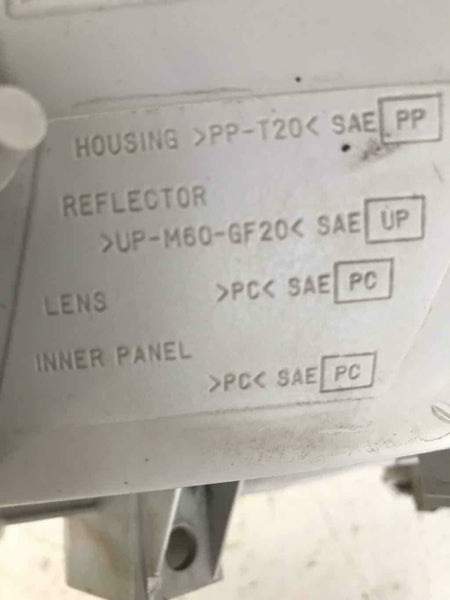 HOUSING >PP-T20< SAE PP
REFLECTOR
>UP-M60-GF20< SAE UP
LENS >PC< SAE PC
INNER PANEL
>PC< SAE PC